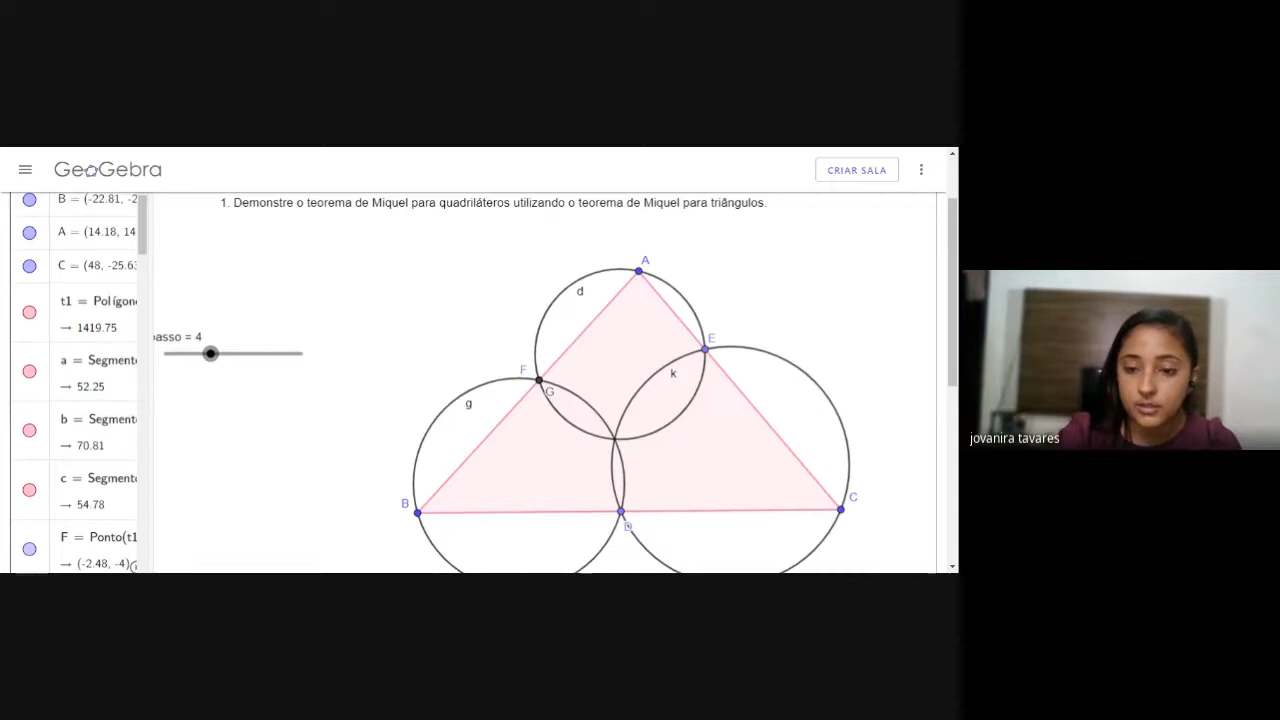 GeoGebra
CRIAR SALA
1. Demonstre o teorema de Miquel para quadriláteros utilizando o teorema de Miquel para triângulos.
B = (-22.81, -2
A = (14.18, 14
C = (48, -25.63
t1 = Polígon
→ 1419.75
a = Segment
→ 52.25
b = Segment
→ 70.81
c = Segment
→ 54.78
F = Ponto(t1
→ (-2.48, -4)
passo = 4
A
d
E
F
k
G
g
B
C
D
jovanira tavares